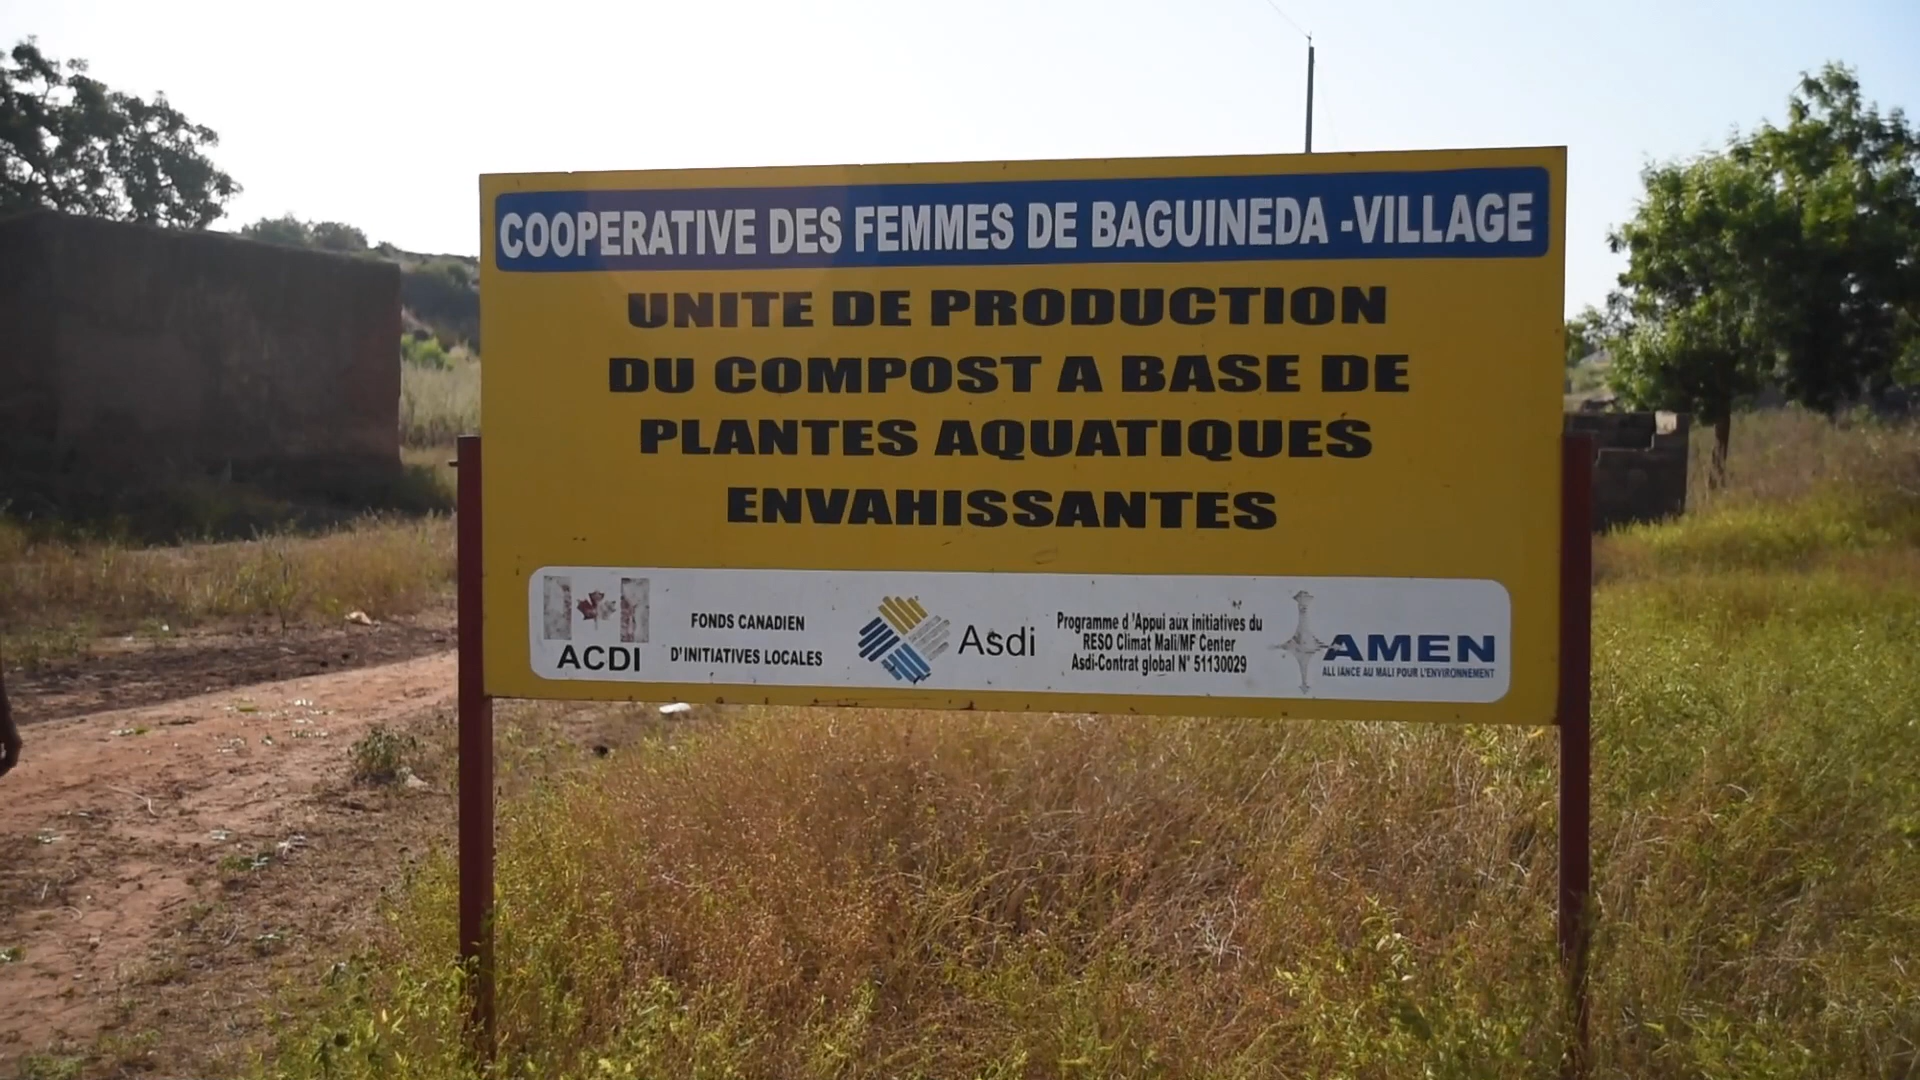 COOPERATIVE DES FEMMES DE BAGUINEDA -VILLAGE
UNITE DE PRODUCTION
DU COMPOST A BASE DE
PLANTES AQUATIQUES
ENVAHISSANTES
ACDI
FONDS CANADIEN
D'INITIATIVES LOCALES
Asdi
Programme d 'Appui aux initiatives du
RESO Climat Mali/MF Center
Asdi-Contrat global N° 51130029
AMEN
ALLIANCE AU MALI POUR L'ENVIRONNEMENT